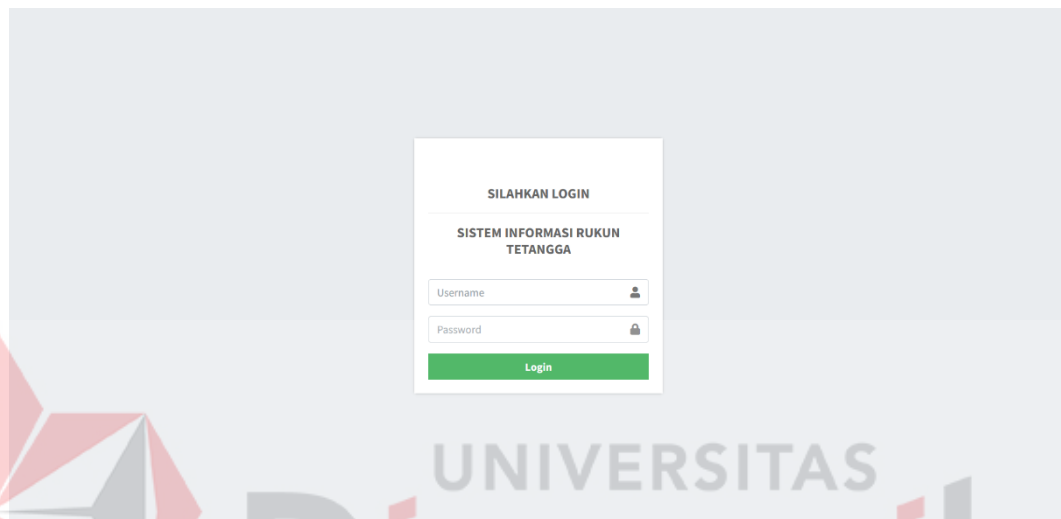 SILAHKAN LOGIN
SISTEM INFORMASI RUKUN
TETANGGA
Username
Password
Login
UNIVERSITAS